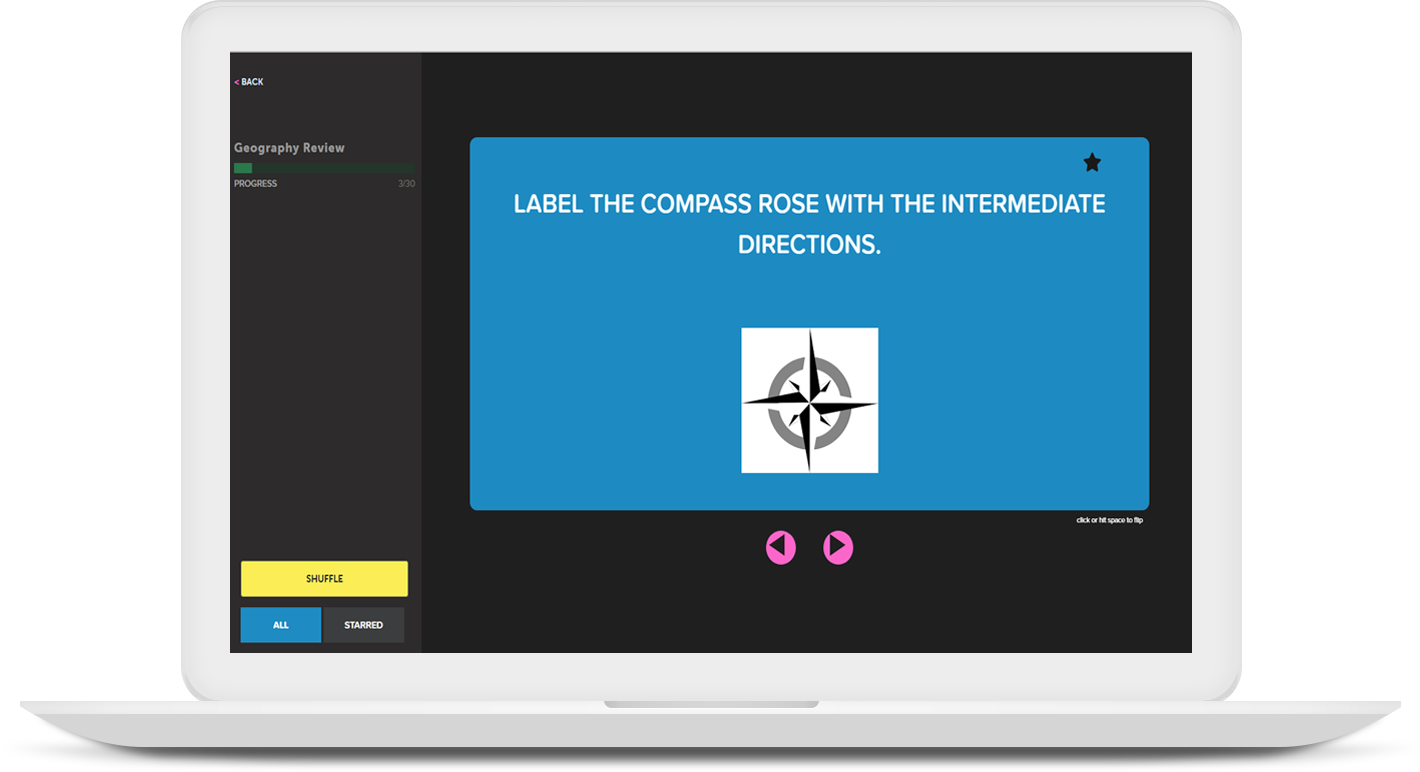 < BACK
Geography Review
PROGRESS 3/30
SHUFFLE
ALL STARRED
LABEL THE COMPASS ROSE WITH THE INTERMEDIATE
DIRECTIONS.
click or hit space to flip